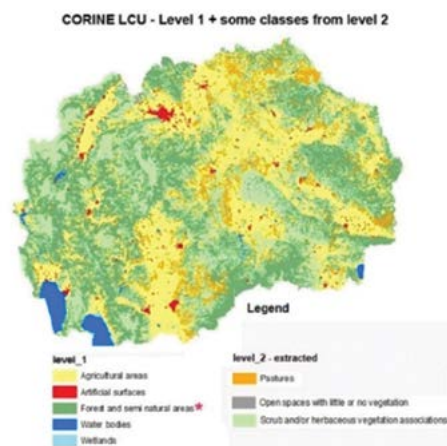 CORINE LCU - Level 1 + some classes from level 2
Legend
level_1
Agricultural areas
Artificial surfaces
Forest and semi natural areas*
Water bodies
Wetlands
level_2 - extracted
Pastures
Open spaces with little or no vegetation
Scrub and/or herbaceous vegetation associations